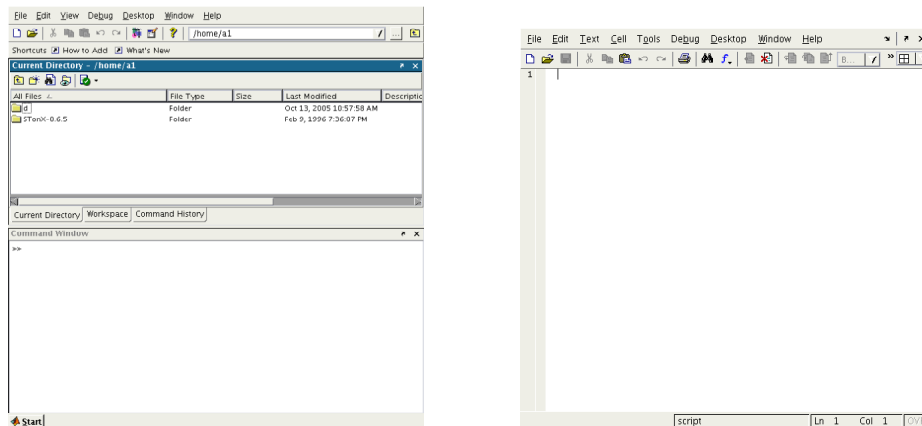 File Edit View Debug Desktop Window Help
/home/a1 ...
Shortcuts How to Add What's New
Current Directory - /home/a1
All Files File Type Size Last Modified Descriptio
d Folder Oct 13, 2005 10:57:58 AM
STonX-0.6.5 Folder Feb 9, 1996 7:36:07 PM
Current Directory Workspace Command History
Command Window
>>
Start
File Edit Text Cell Tools Debug Desktop Window Help
B...
1
script Ln 1 Col 1 OV